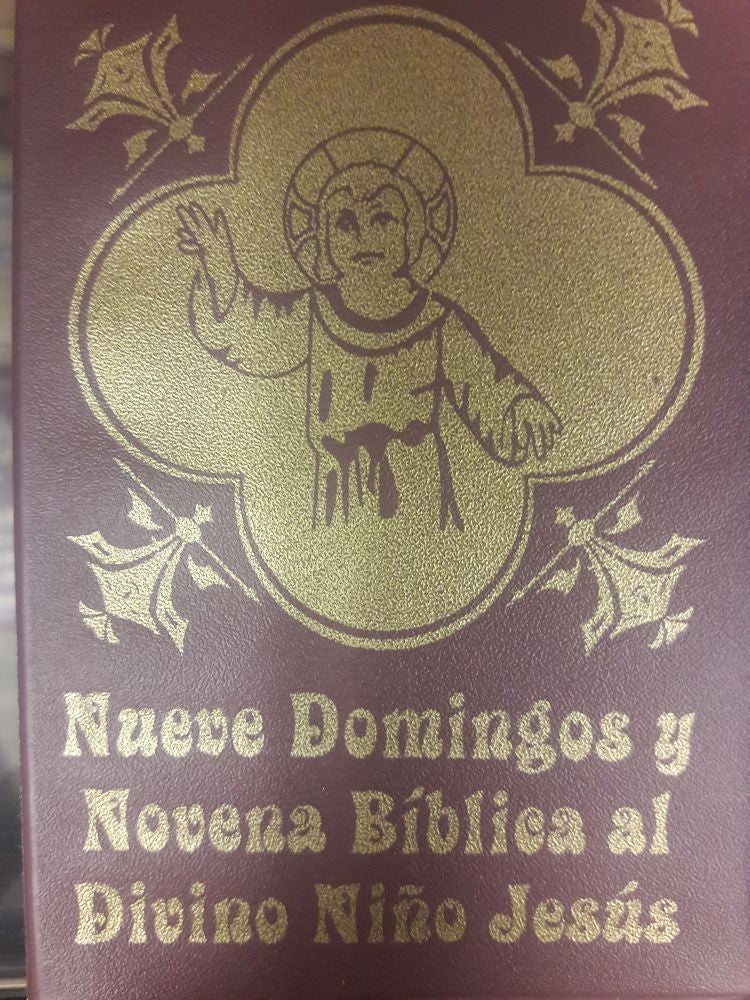 Nueve Domingos y
Novena Bíblica al
Divino Niño Jesús